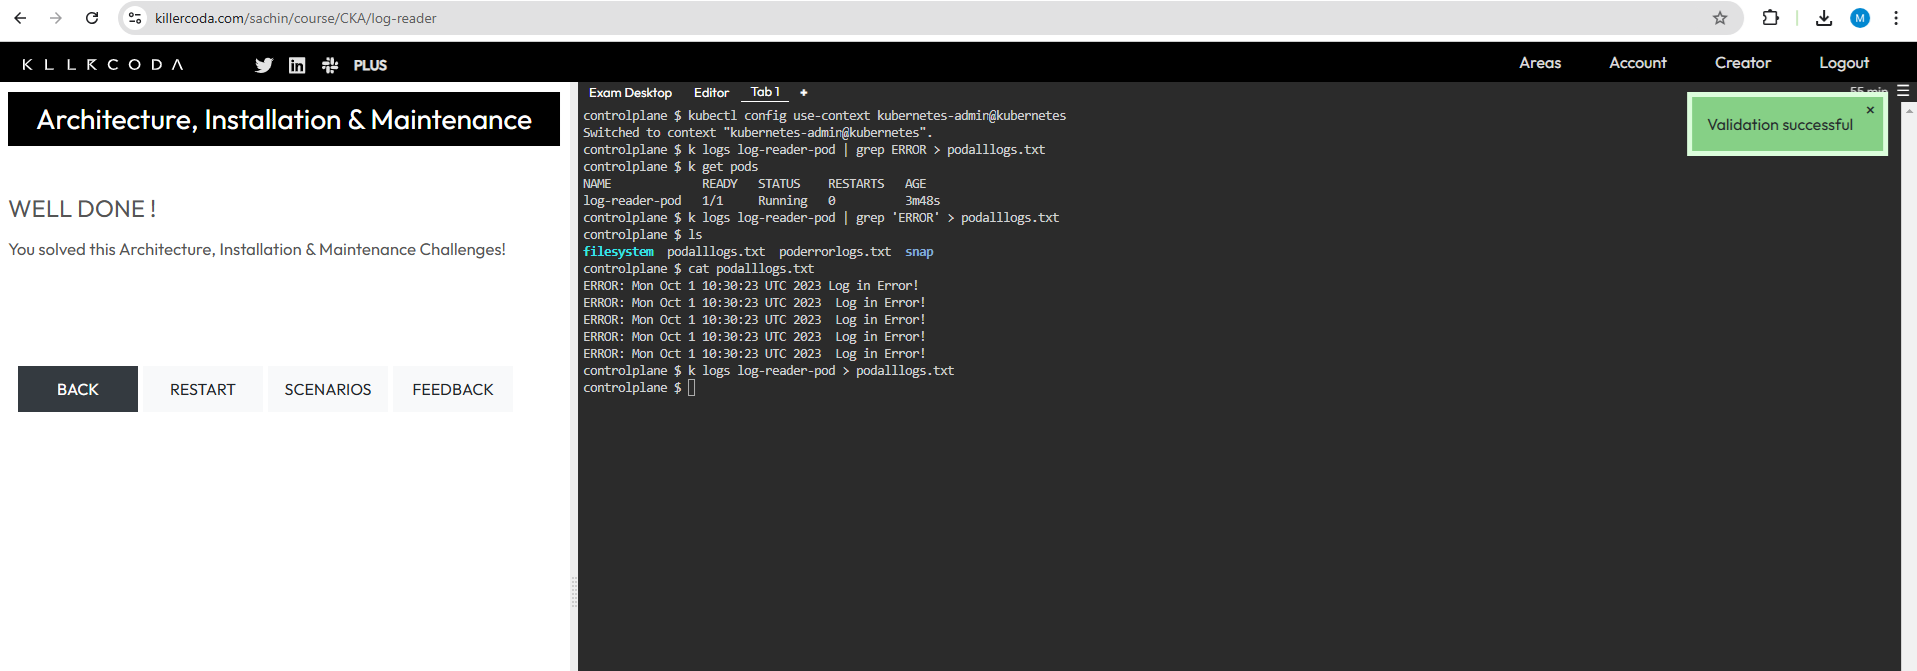 killercoda.com/sachin/course/CKA/log-reader
M
KLLRCODA
PLUS
Areas
Account
Creator
Logout
Architecture, Installation & Maintenance
WELL DONE !
You solved this Architecture, Installation & Maintenance Challenges!
BACK
RESTART
SCENARIOS
FEEDBACK
Exam Desktop Editor Tab 1 +
55 min
Validation successful ×
controlplane $ kubectl config use-context kubernetes-admin@kubernetes
Switched to context "kubernetes-admin@kubernetes".
controlplane $ k logs log-reader-pod | grep ERROR > podalllogs.txt
controlplane $ k get pods
NAME READY STATUS RESTARTS AGE
log-reader-pod 1/1 Running 0 3m48s
controlplane $ k logs log-reader-pod | grep 'ERROR' > podalllogs.txt
controlplane $ ls
filesystem podalllogs.txt poderrorlogs.txt snap
controlplane $ cat podalllogs.txt
ERROR: Mon Oct 1 10:30:23 UTC 2023 Log in Error!
ERROR: Mon Oct 1 10:30:23 UTC 2023  Log in Error!
ERROR: Mon Oct 1 10:30:23 UTC 2023  Log in Error!
ERROR: Mon Oct 1 10:30:23 UTC 2023  Log in Error!
ERROR: Mon Oct 1 10:30:23 UTC 2023  Log in Error!
controlplane $ k logs log-reader-pod > podalllogs.txt
controlplane $